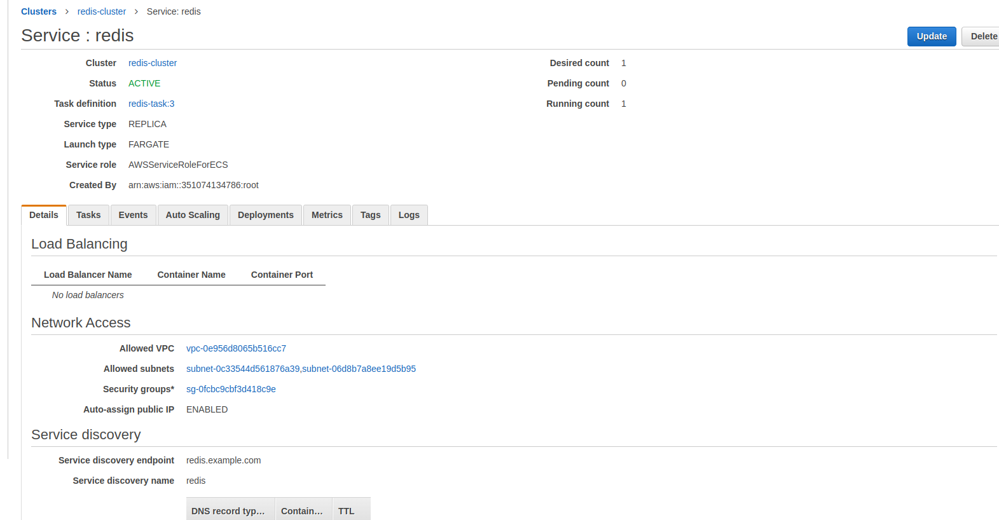 Clusters > redis-cluster > Service: redis
Service : redis
Update Delete
Cluster redis-cluster Desired count 1
Status ACTIVE Pending count 0
Task definition redis-task:3 Running count 1
Service type REPLICA
Launch type FARGATE
Service role AWSServiceRoleForECS
Created By arn:aws:iam::351074134786:root
Details Tasks Events Auto Scaling Deployments Metrics Tags Logs
Load Balancing
Load Balancer Name Container Name Container Port
No load balancers
Network Access
Allowed VPC vpc-0e956d8065b516cc7
Allowed subnets subnet-0c33544d561876a39,subnet-06d8b7a8ee19d5b95
Security groups* sg-0fcbc9cbf3d418c9e
Auto-assign public IP ENABLED
Service discovery
Service discovery endpoint redis.example.com
Service discovery name redis
DNS record typ... Contain... TTL